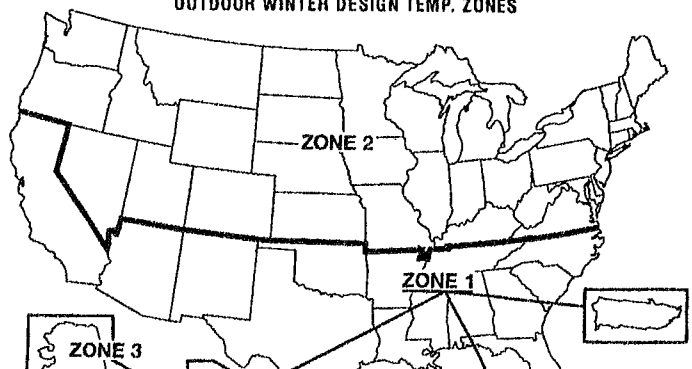 OUTDOOR WINTER DESIGN TEMP. ZONES
ZONE 2
ZONE 1
ZONE 3